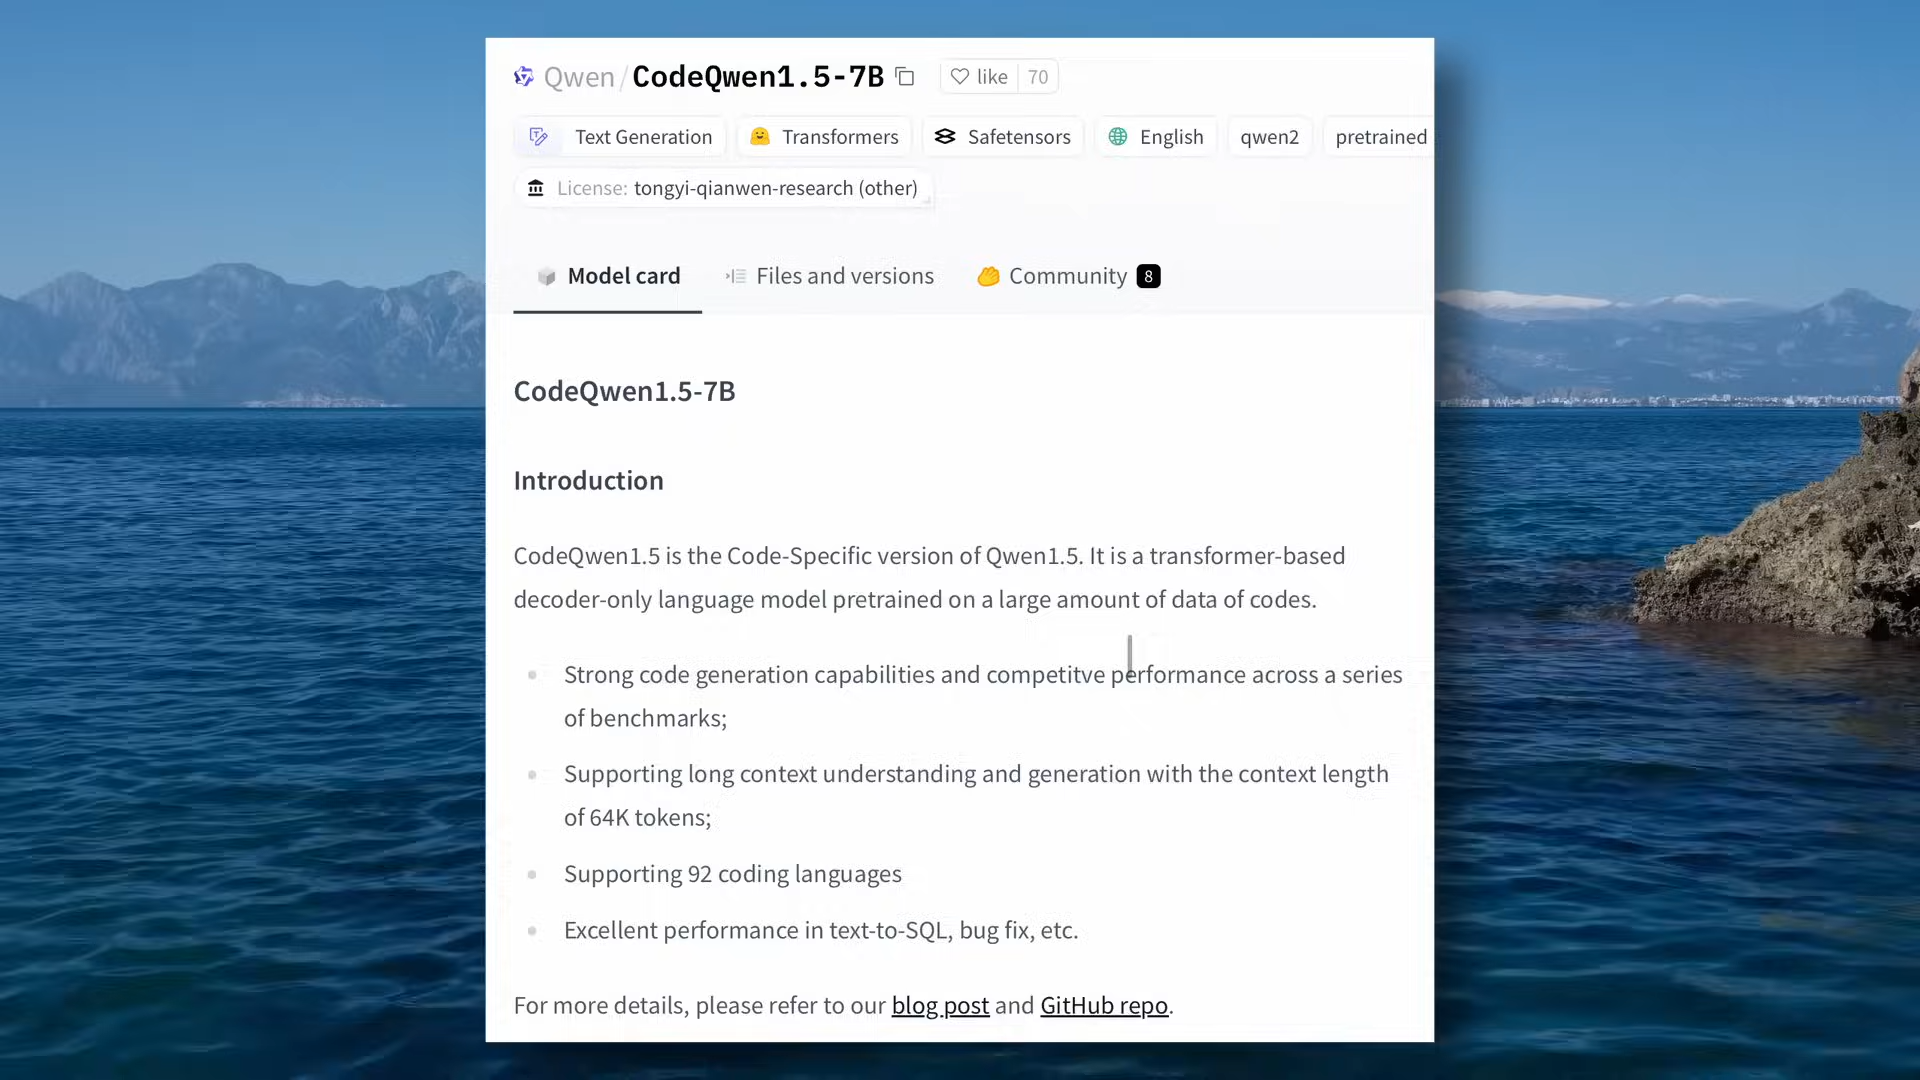 Qwen/CodeQwen1.5-7B like 70
Text Generation Transformers Safetensors English qwen2 pretrained
License: tongyi-qianwen-research (other)
Model card Files and versions Community 8
CodeQwen1.5-7B
Introduction
CodeQwen1.5 is the Code-Specific version of Qwen1.5. It is a transformer-based
decoder-only language model pretrained on a large amount of data of codes.
Strong code generation capabilities and competitve performance across a series
of benchmarks;
Supporting long context understanding and generation with the context length
of 64K tokens;
Supporting 92 coding languages
Excellent performance in text-to-SQL, bug fix, etc.
For more details, please refer to our blog post and GitHub repo.